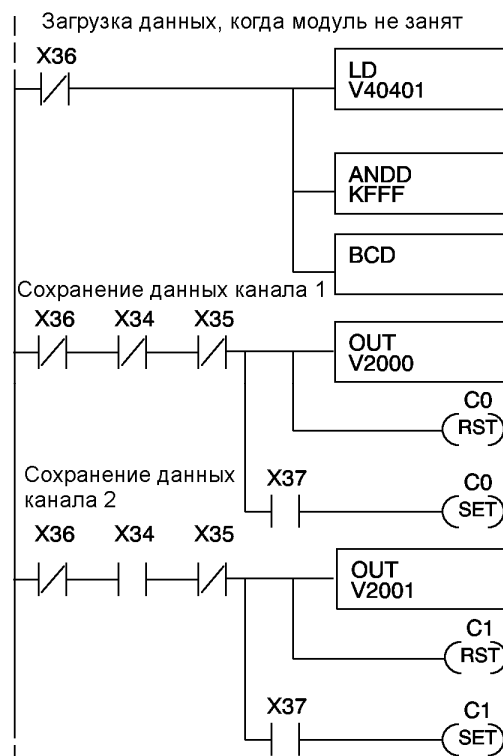 Загрузка данных, когда модуль не занят
X36
LD
V40401
ANDD
KFFF
BCD
Сохранение данных канала 1
X36 X34 X35
OUT
V2000
C0
RST
X37
C0
SET
Сохранение данных
канала 2
X36 X34 X35
OUT
V2001
C1
RST
X37
C1
SET